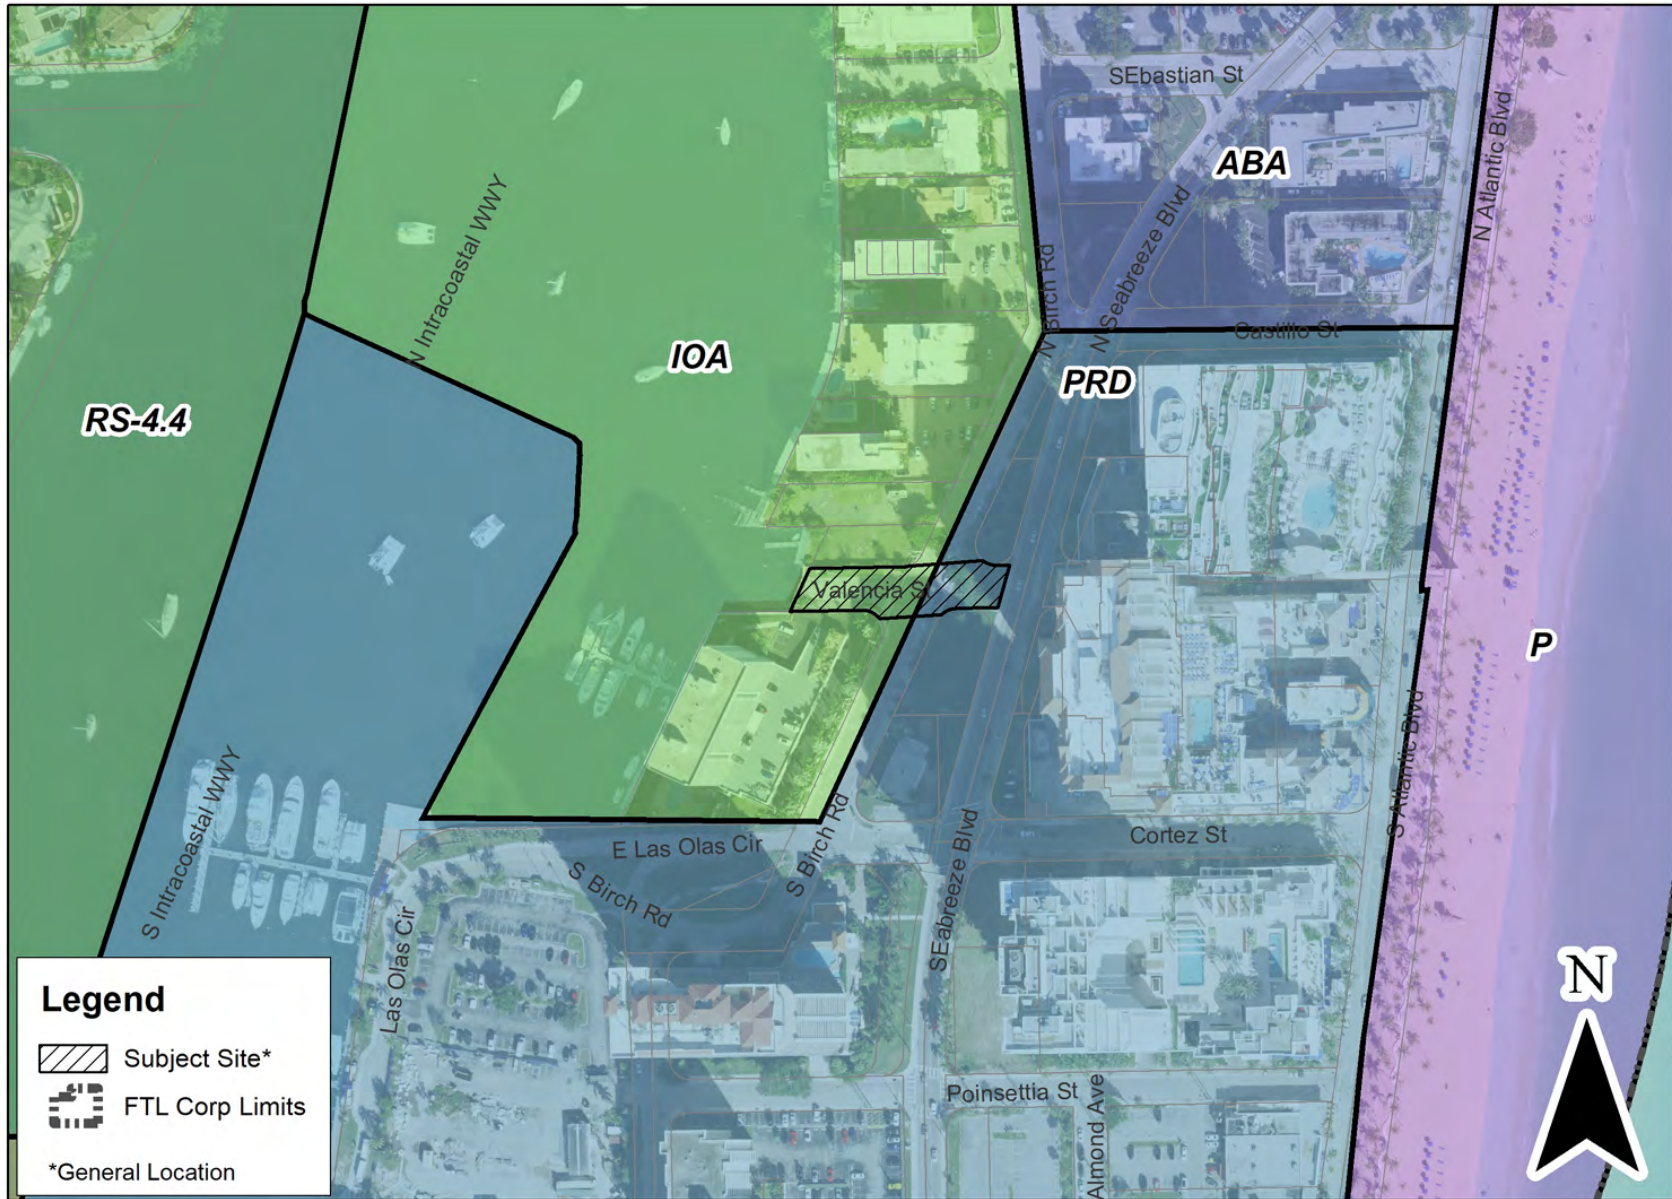 SEbastian St
N Atlantic Blvd
ABA
N Intracoastal WWY
N Seabreeze Blvd
N Birch Rd
Castillo St
IOA
PRD
RS-4.4
Valencia St
P
S Atlantic Blvd
S Intracoastal WWY
E Las Olas Cir
S Birch Rd
SEabreeze Blvd
Cortez St
S Birch Rd
Las Olas Cir
Poinsettia St
Almond Ave
N
Legend
Subject Site*
FTL Corp Limits
*General Location